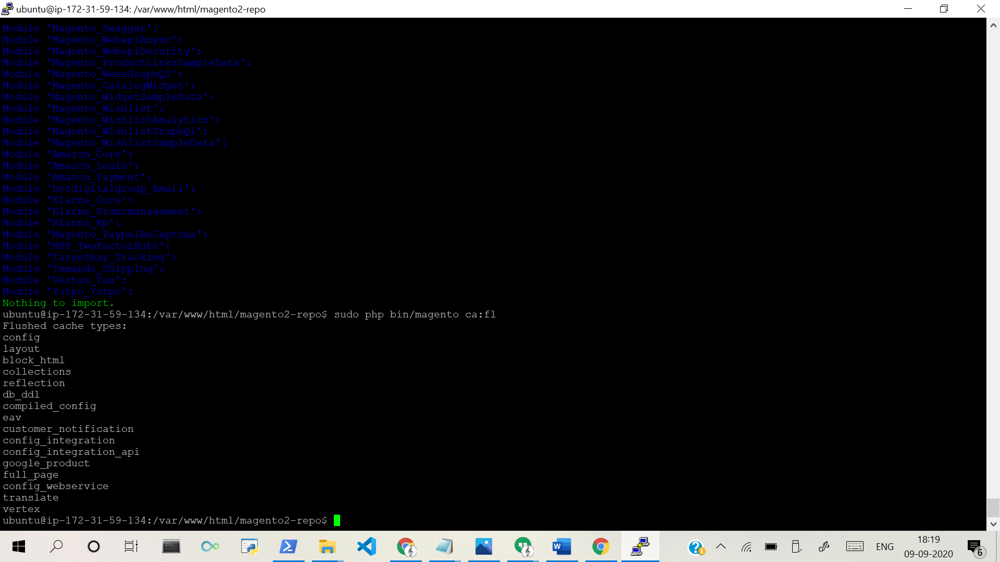 ubuntu@ip-172-31-59-134: /var/www/html/magento2-repo
Module 'Magento_Swagger':
Module 'Magento_WebapiAsync':
Module 'Magento_WebapiSecurity':
Module 'Magento_ProductLinksSampleData':
Module 'Magento_WeeeGraphQl':
Module 'Magento_CatalogWidget':
Module 'Magento_WidgetSampleData':
Module 'Magento_Wishlist':
Module 'Magento_WishlistAnalytics':
Module 'Magento_WishlistGraphQl':
Module 'Magento_WishlistSampleData':
Module 'Amazon_Core':
Module 'Amazon_Login':
Module 'Amazon_Payment':
Module 'Dotdigitalgroup_Email':
Module 'Klarna_Core':
Module 'Klarna_Ordermanagement':
Module 'Klarna_Kp':
Module 'Magento_PaypalReCaptcha':
Module 'MSP_TwoFactorAuth':
Module 'Targetbay_Tracking':
Module 'Temando_Shipping':
Module 'Vertex_Tax':
Module 'Yotpo_Yotpo':
Nothing to import.
ubuntu@ip-172-31-59-134:/var/www/html/magento2-repo$ sudo php bin/magento ca:fl
Flushed cache types:
config
layout
block_html
collections
reflection
db_ddl
compiled_config
eav
customer_notification
config_integration
config_integration_api
google_product
full_page
config_webservice
translate
vertex
ubuntu@ip-172-31-59-134:/var/www/html/magento2-repo$
ENG
18:19
09-09-2020
6